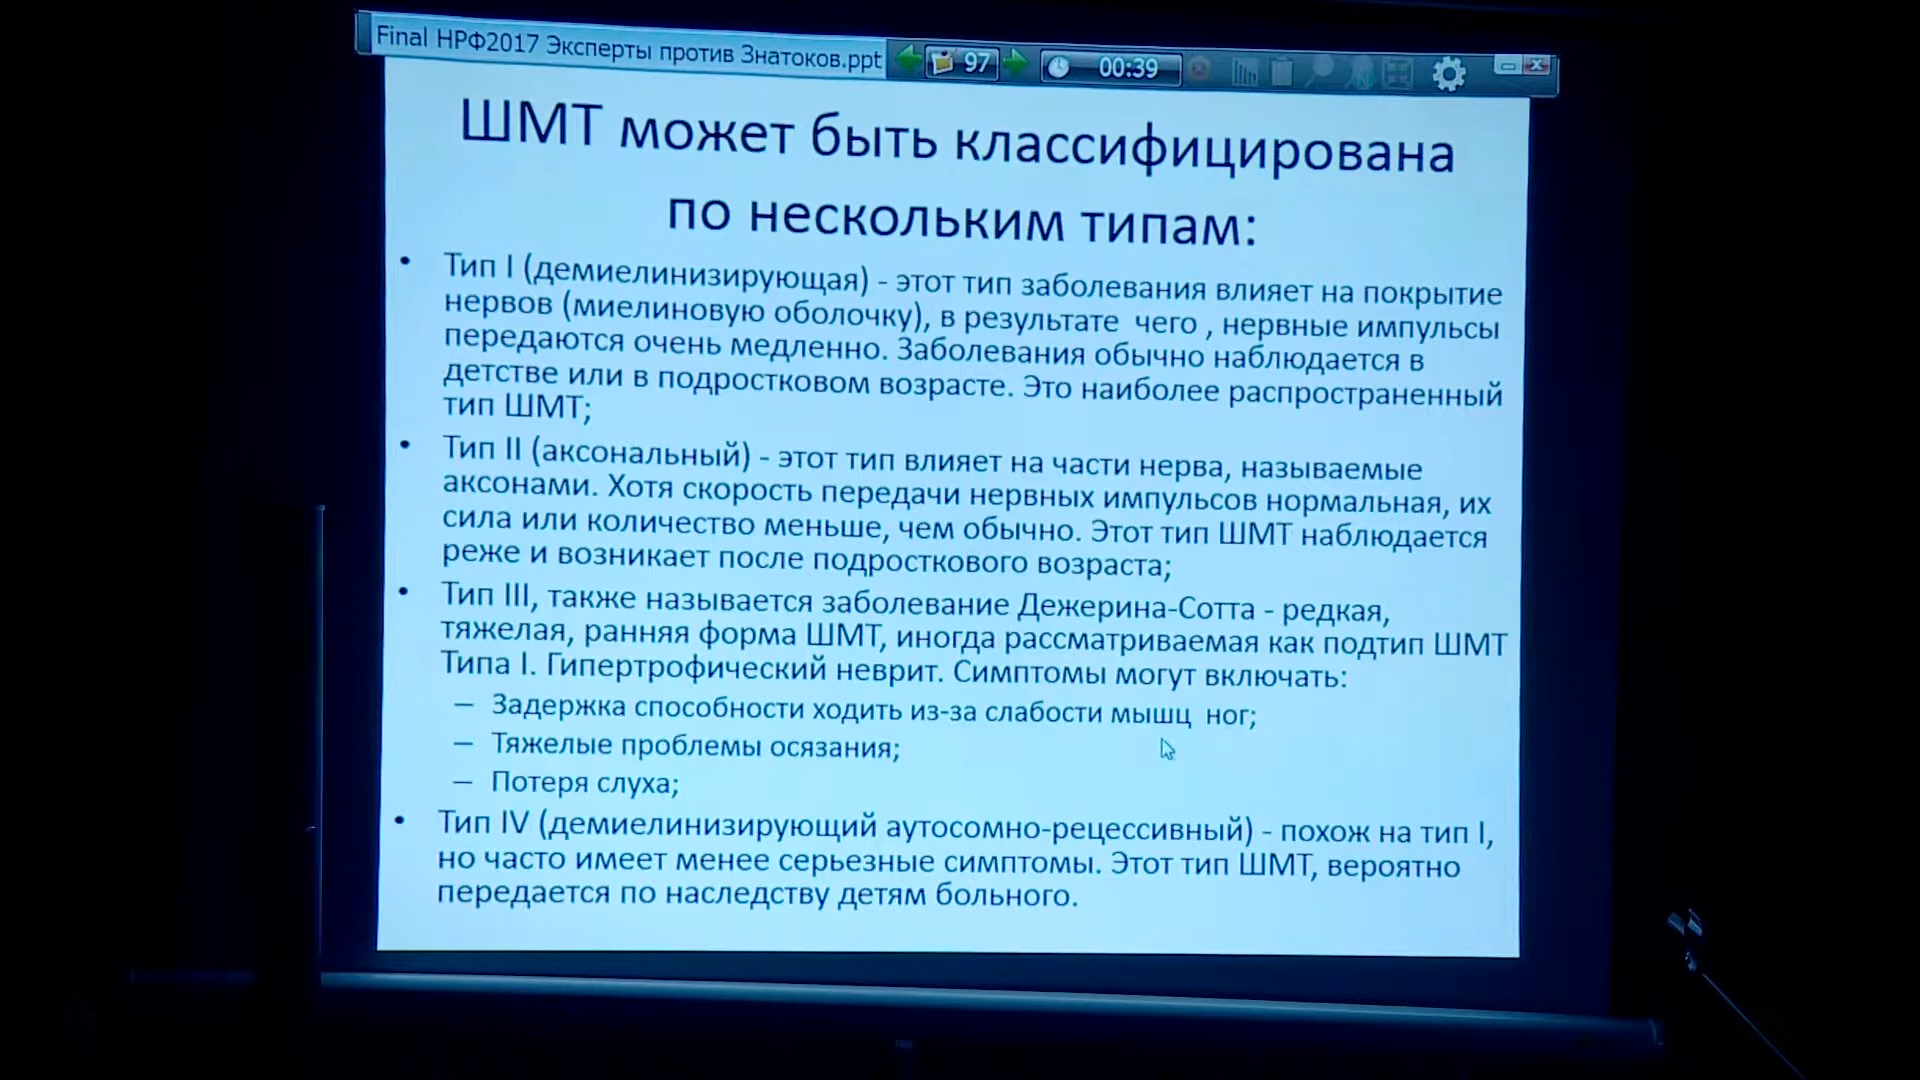 Final НРФ2017 Эксперты против Знатоков.ppt
97
00:39
ШМТ может быть классифицирована
по нескольким типам:
• Тип I (демиелинизирующая) - этот тип заболевания влияет на покрытие
нервов (миелиновую оболочку), в результате чего , нервные импульсы
передаются очень медленно. Заболевания обычно наблюдается в
детстве или в подростковом возрасте. Это наиболее распространенный
тип ШМТ;
• Тип II (аксональный) - этот тип влияет на части нерва, называемые
аксонами. Хотя скорость передачи нервных импульсов нормальная, их
сила или количество меньше, чем обычно. Этот тип ШМТ наблюдается
реже и возникает после подросткового возраста;
• Тип III, также называется заболевание Дежерина-Сотта - редкая,
тяжелая, ранняя форма ШМТ, иногда рассматриваемая как подтип ШМТ
Типа I. Гипертрофический неврит. Симптомы могут включать:
– Задержка способности ходить из-за слабости мышц ног;
– Тяжелые проблемы осязания;
– Потеря слуха;
• Тип IV (демиелинизирующий аутосомно-рецессивный) - похож на тип I,
но часто имеет менее серьезные симптомы. Этот тип ШМТ, вероятно
передается по наследству детям больного.